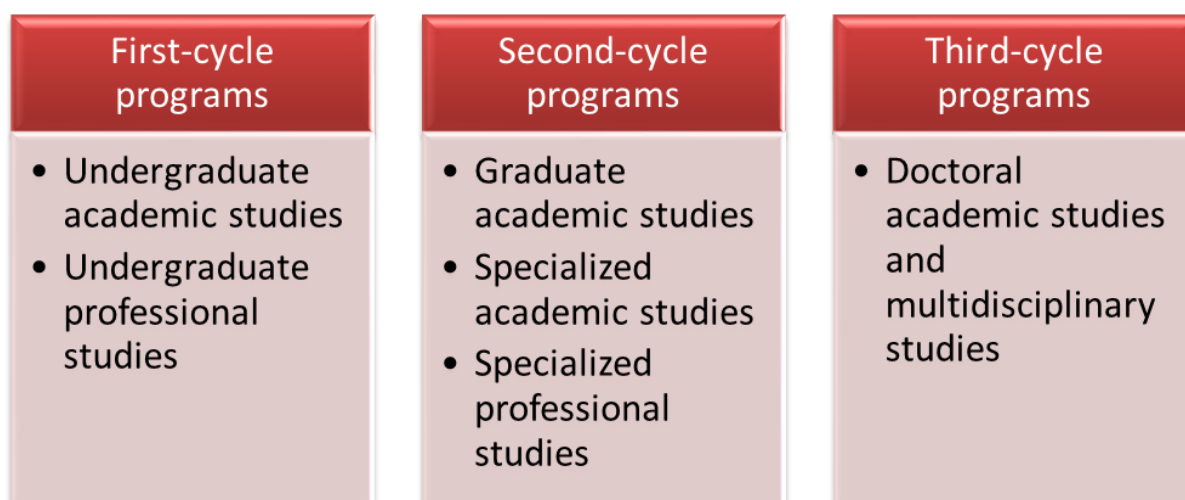 First-cycle
programs
• Undergraduate
academic studies
• Undergraduate
professional
studies
Second-cycle
programs
• Graduate
academic studies
• Specialized
academic studies
• Specialized
professional
studies
Third-cycle
programs
• Doctoral
academic studies
and
multidisciplinary
studies